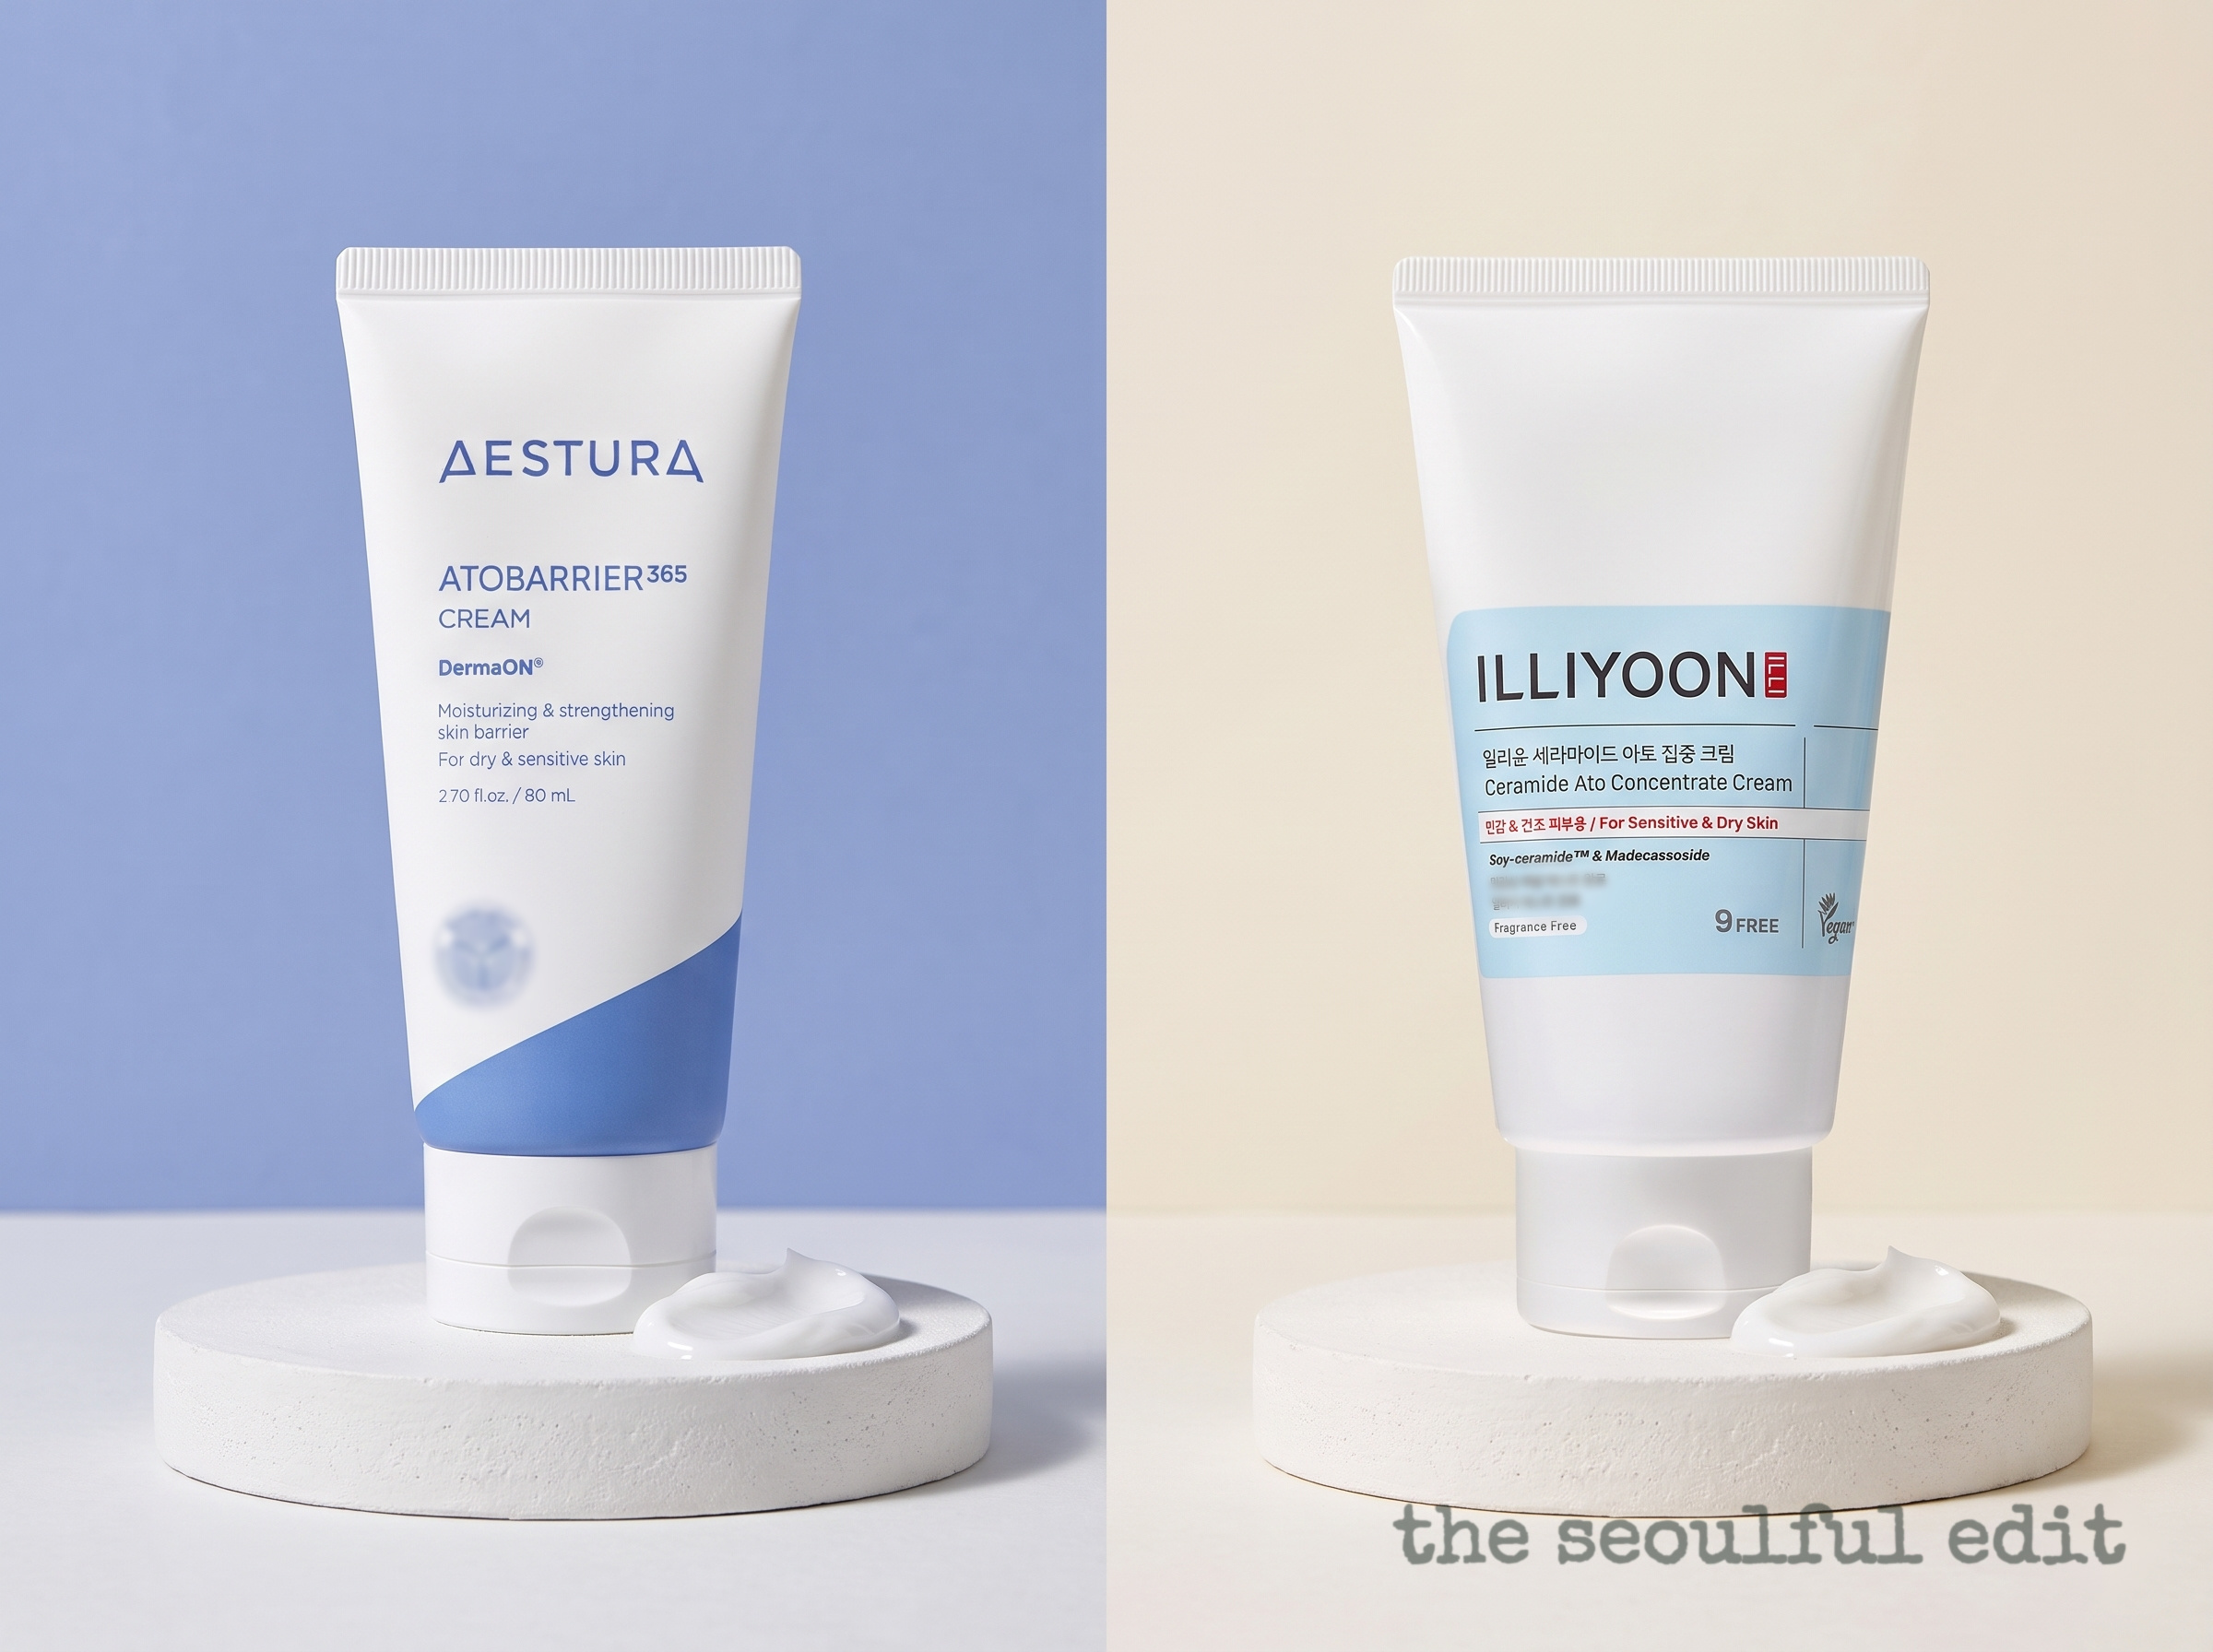 AESTURA
ATOBARRIER365
CREAM
DermaON®
Moisturizing & strengthening
skin barrier
For dry & sensitive skin
2.70 fl.oz. / 80 mL
ILLIYOON
일리윤 세라마이드 아토 집중 크림
Ceramide Ato Concentrate Cream
민감 & 건조 피부용 / For Sensitive & Dry Skin
Soy-ceramide™ & Madecassoside
Fragrance Free
9 FREE
Vegan
the seoulful edit